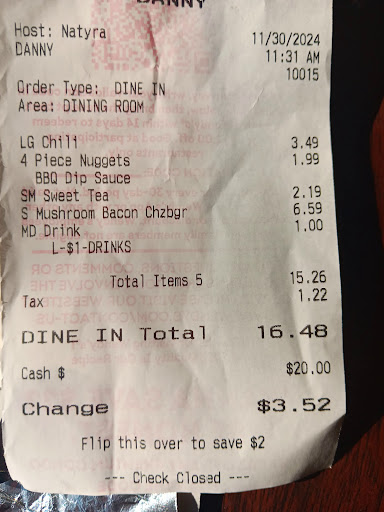 DANNY
Host: Natyra
DANNY
11/30/2024
11:31 AM
10015
Order Type: DINE IN
Area: DINING ROOM
LG Chili 3.49
4 Piece Nuggets 1.99
BBQ Dip Sauce
SM Sweet Tea 2.19
S Mushroom Bacon Chzbgr 6.59
MD Drink 1.00
L-$1-DRINKS
Total Items 5 15.26
Tax 1.22
DINE IN Total 16.48
Cash $ $20.00
Change $3.52
Flip this over to save $2
--- Check Closed ---